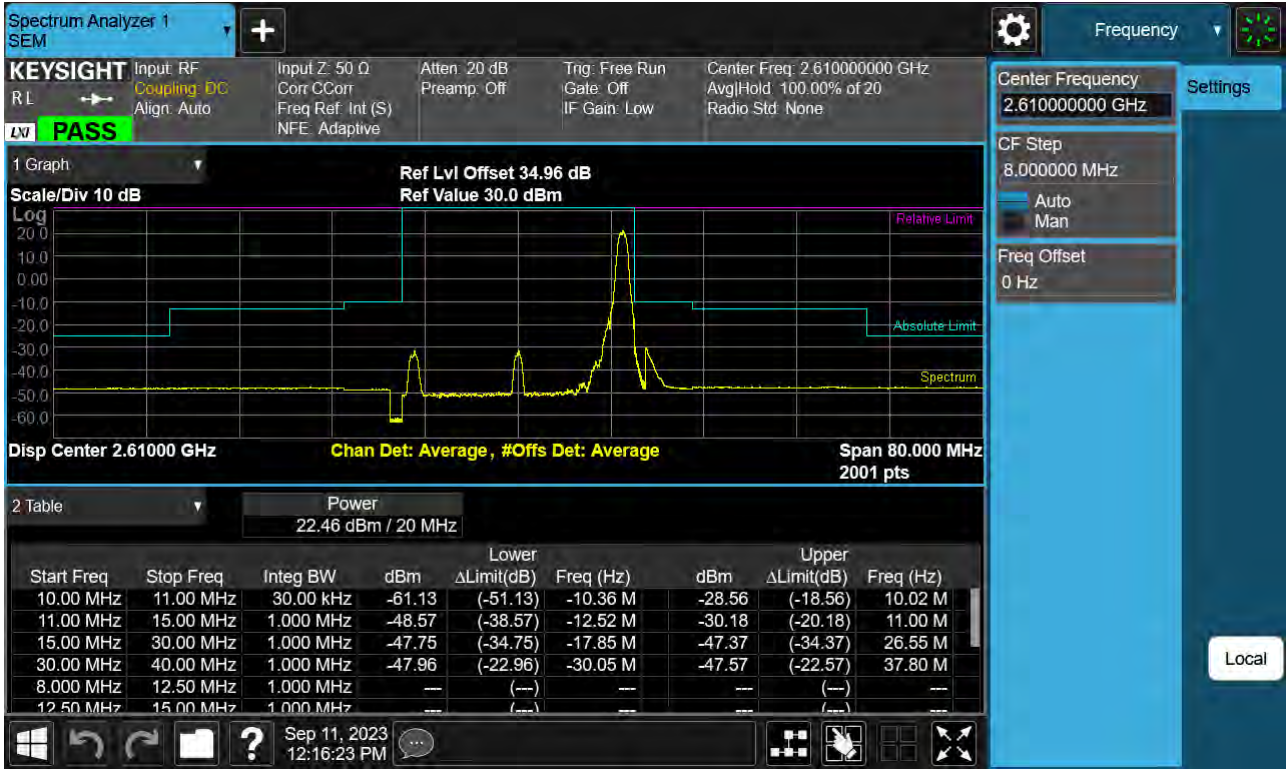 Spectrum Analyzer 1
SEM
Frequency
KEYSIGHT
Input: RF
Coupling: DC
Align: Auto
Input Z: 50 Ω
Corr CCorr
Freq Ref: Int (S)
NFE: Adaptive
Atten: 20 dB
Preamp: Off
Trig: Free Run
Gate: Off
IF Gain: Low
Center Freq: 2.610000000 GHz
Avg|Hold: 100.00% of 20
Radio Std: None
R L
LXI PASS
Center Frequency
2.610000000 GHz
Settings
CF Step
8.000000 MHz
Auto
Man
Freq Offset
0 Hz
1 Graph
Ref Lvl Offset 34.96 dB
Scale/Div 10 dB
Ref Value 30.0 dBm
Log
20.0
10.0
0.00
-10.0
-20.0
-30.0
-40.0
-50.0
-60.0
Relative Limit
Absolute Limit
Spectrum
Disp Center 2.61000 GHz
Chan Det: Average, #Offs Det: Average
Span 80.000 MHz
2001 pts
2 Table
Power
22.46 dBm / 20 MHz
Lower Upper
Start Freq Stop Freq Integ BW dBm ΔLimit(dB) Freq (Hz) dBm ΔLimit(dB) Freq (Hz)
10.00 MHz 11.00 MHz 30.00 kHz -61.13 (-51.13) -10.36 M -28.56 (-18.56) 10.02 M
11.00 MHz 15.00 MHz 1.000 MHz -48.57 (-38.57) -12.52 M -30.18 (-20.18) 11.00 M
15.00 MHz 30.00 MHz 1.000 MHz -47.75 (-34.75) -17.85 M -47.37 (-34.37) 26.55 M
30.00 MHz 40.00 MHz 1.000 MHz -47.96 (-22.96) -30.05 M -47.57 (-22.57) 37.80 M
8.000 MHz 12.50 MHz 1.000 MHz --- (---) --- --- (---) ---
12.50 MHz 15.00 MHz 1.000 MHz --- (---) --- --- (---) ---
Local
?
Sep 11, 2023
12:16:23 PM